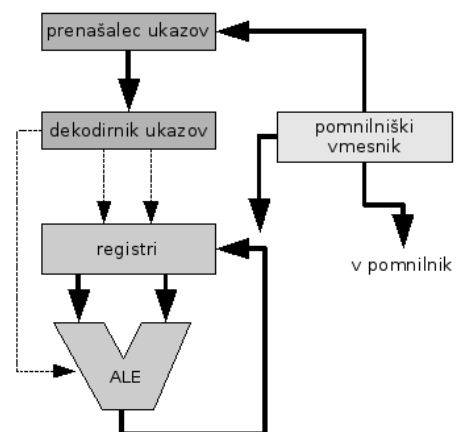 prenašalec ukazov
dekodirnik ukazov
pomnilniški
vmesnik
registri
v pomnilnik
ALE